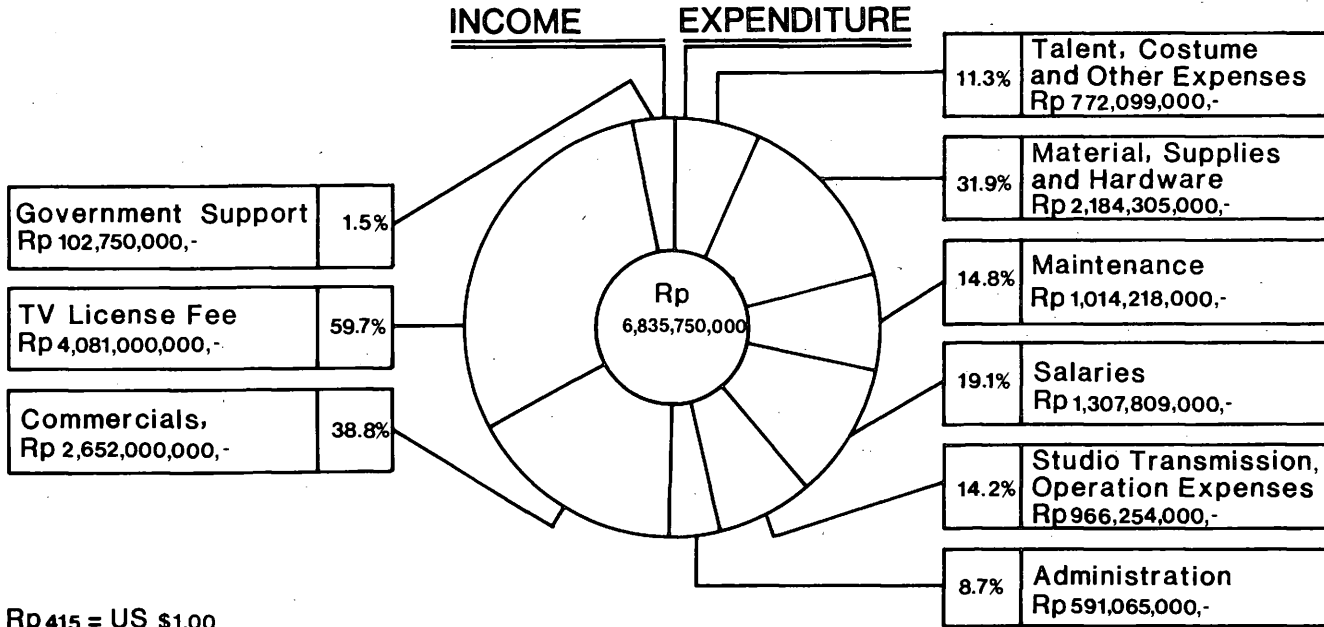 INCOME
EXPENDITURE
Government Support
Rp 102,750,000,-
1.5%
TV License Fee
Rp 4,081,000,000,-
59.7%
Commercials,
Rp 2,652,000,000,-
38.8%
Rp
6,835,750,000
11.3%
Talent, Costume
and Other Expenses
Rp 772,099,000,-
31.9%
Material, Supplies
and Hardware
Rp 2,184,305,000,-
14.8%
Maintenance
Rp 1,014,218,000,-
19.1%
Salaries
Rp 1,307,809,000,-
14.2%
Studio Transmission,
Operation Expenses
Rp 966,254,000,-
8.7%
Administration
Rp 591,065,000,-
Rp 415 = US $1.00